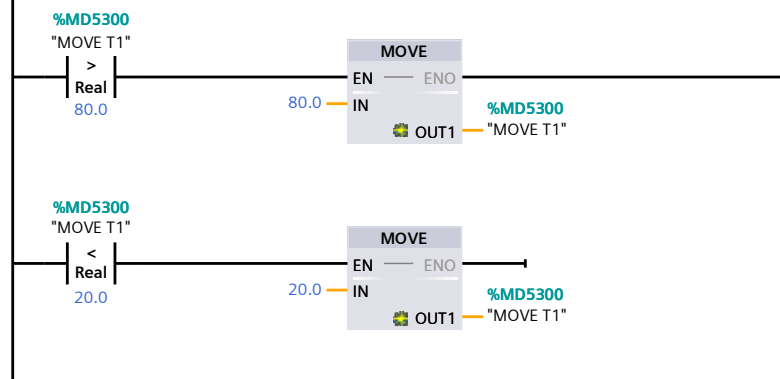 %MD5300
"MOVE T1"
>
Real
80.0
MOVE
EN
ENO
80.0
IN
OUT1
%MD5300
"MOVE T1"
%MD5300
"MOVE T1"
<
Real
20.0
MOVE
EN
ENO
20.0
IN
OUT1
%MD5300
"MOVE T1"